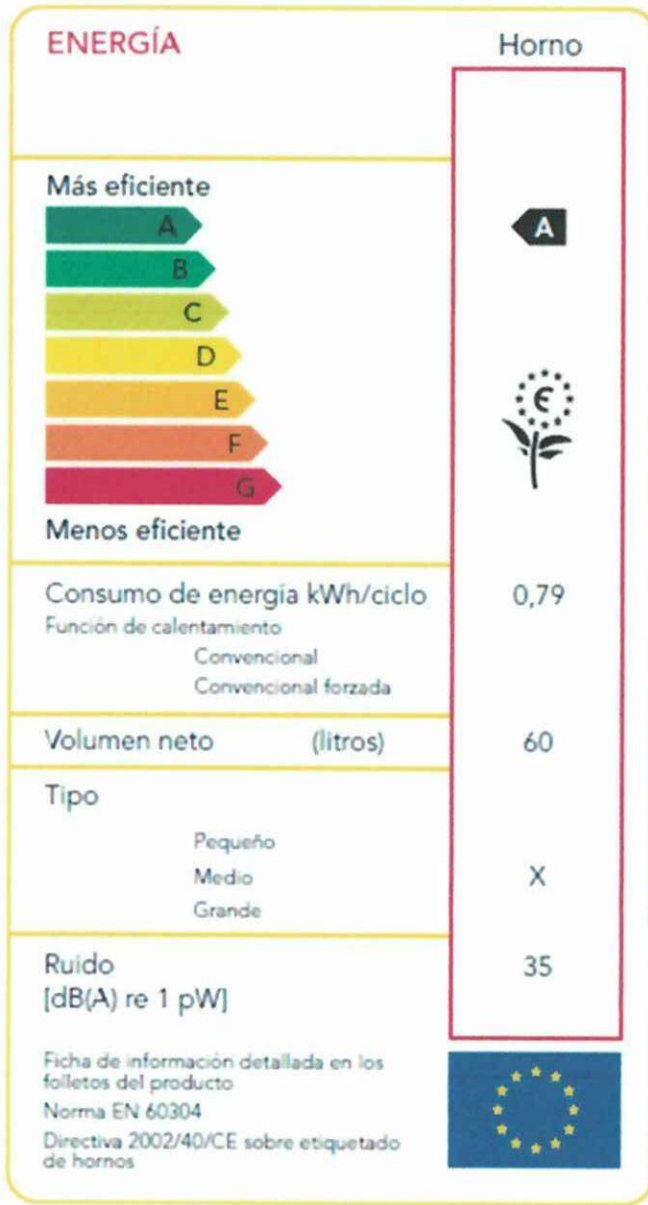 ENERGÍA Horno
Más eficiente
A A
B
C
D
E
F
G
Menos eficiente
Consumo de energía kWh/ciclo 0,79
Función de calentamiento
Convencional
Convencional forzada
Volumen neto (litros) 60
Tipo
Pequeño
Medio X
Grande
Ruido 35
[dB(A) re 1 pW]
Ficha de información detallada en los
folletos del producto
Norma EN 60304
Directiva 2002/40/CE sobre etiquetado
de hornos